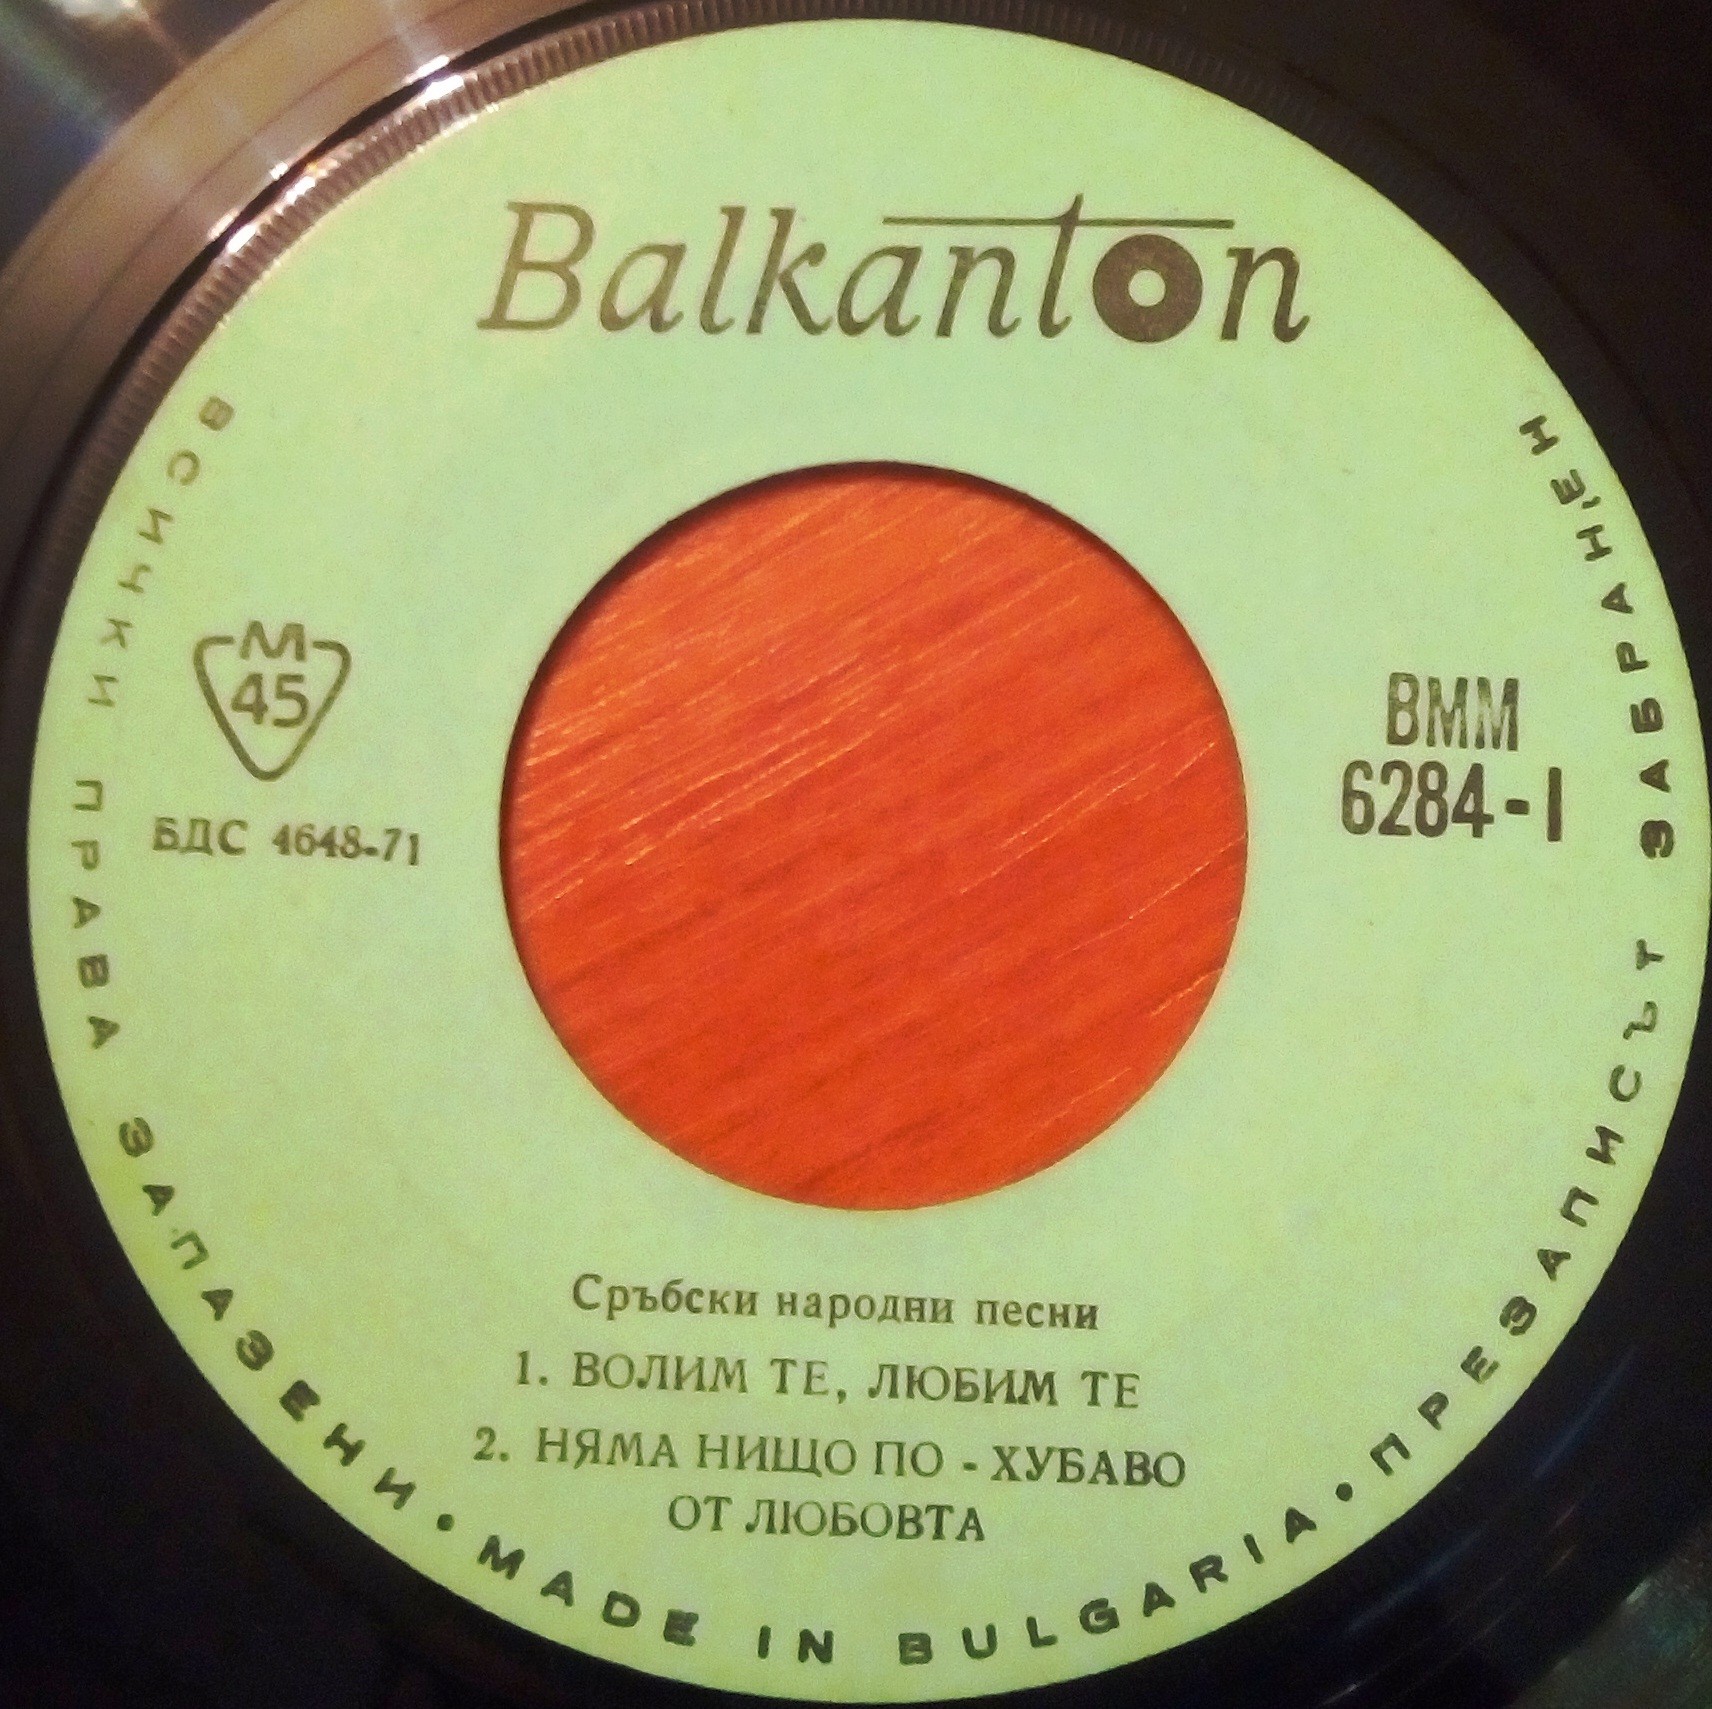 Balkanton
М
45
БДС 4648-71
ВММ
6284-I
Сръбски народни песни
1. ВОЛИМ ТЕ, ЛЮБИМ ТЕ
2. НЯМА НИЩО ПО - ХУБАВО
ОТ ЛЮБОВТА
ВСИЧКИ ПРАВА ЗАПАЗЕНИ • MADE IN BULGARIA • ПРЕЗАПИСЪТ ЗАБРАНЕН